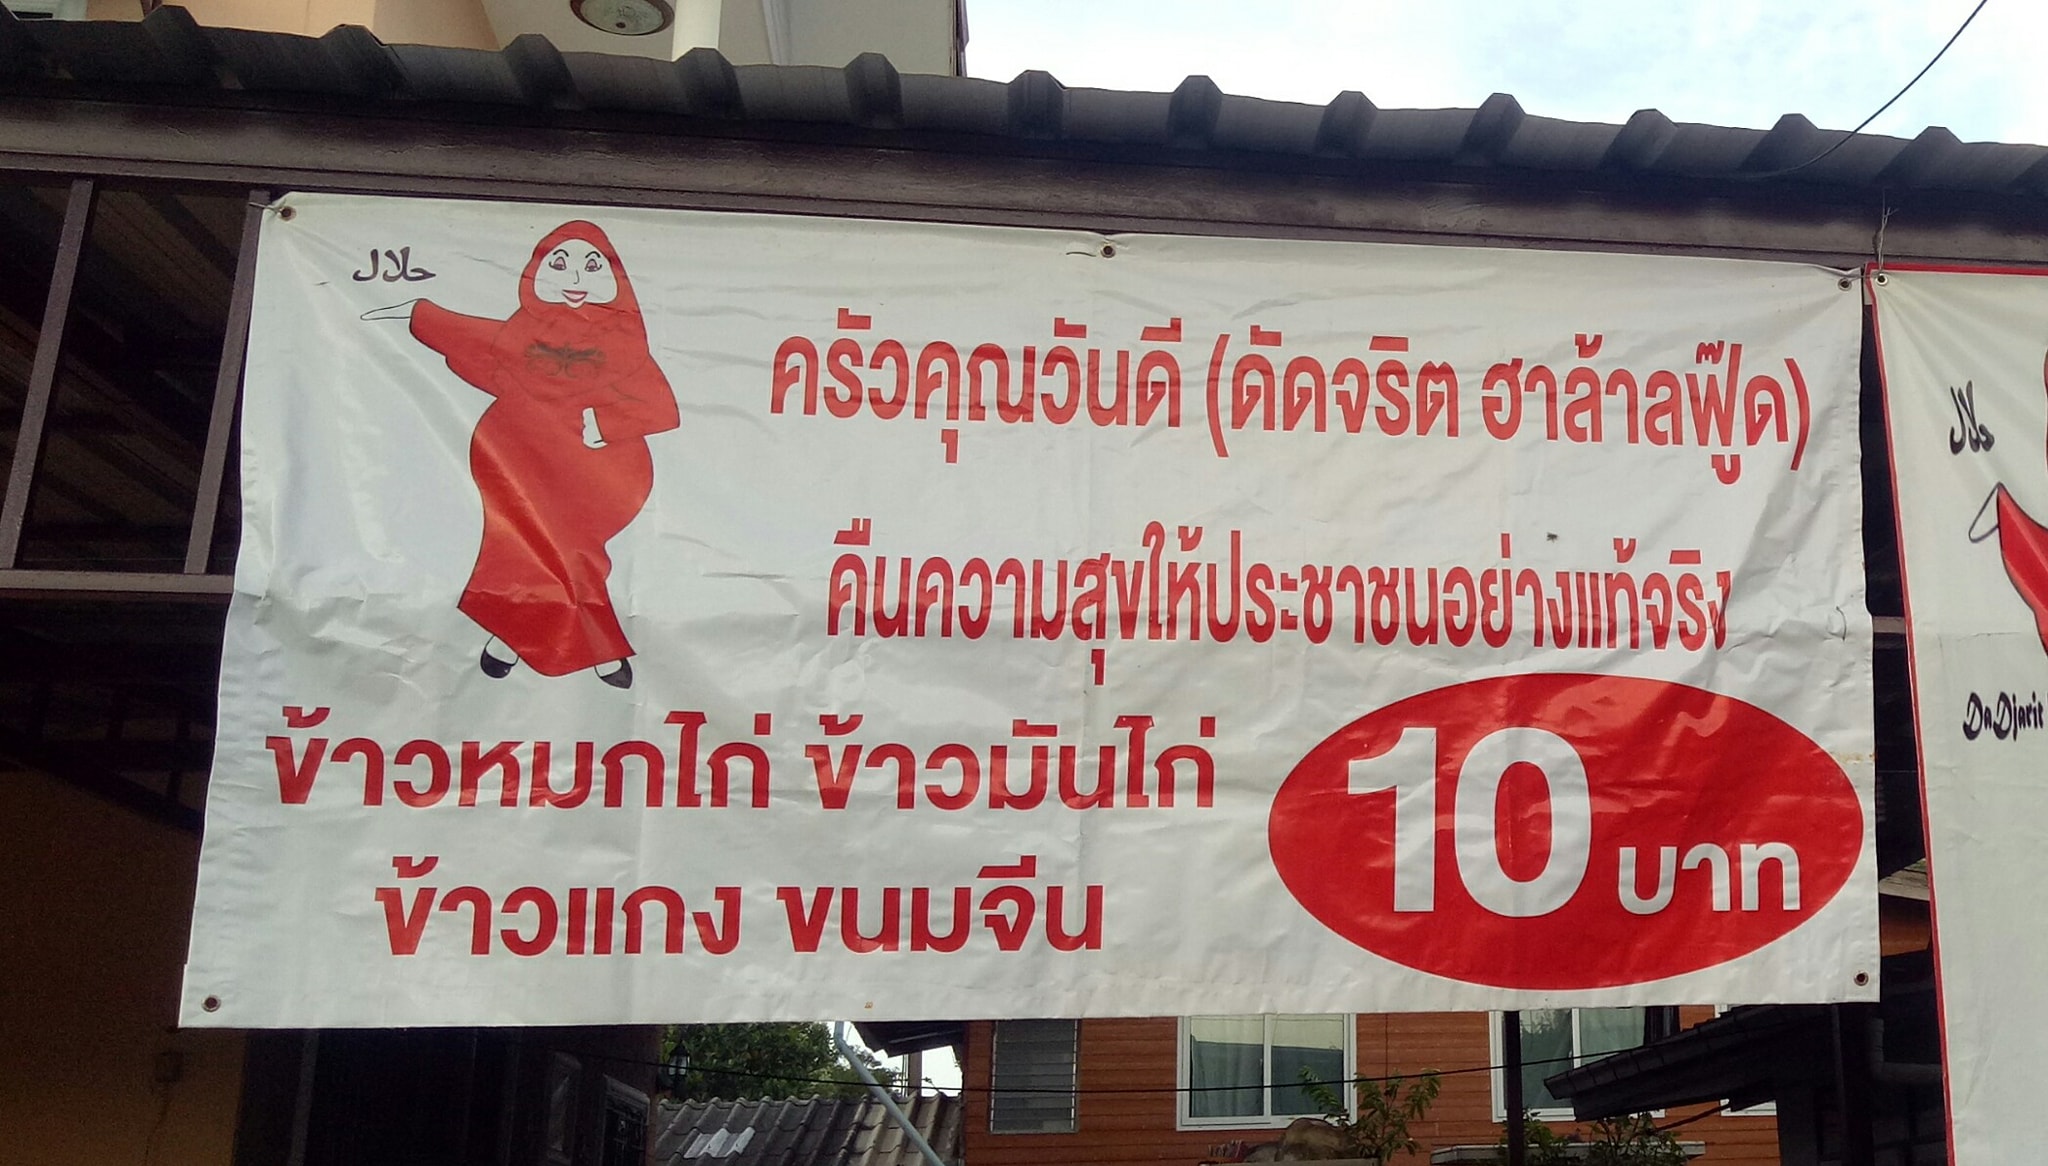 حلال
ครัวคุณวันดี (ดัดจริต ฮาล้าลฟู๊ด)
คืนความสุขให้ประชาชนอย่างแท้จริง
ข้าวหมกไก่ ข้าวมันไก่
ข้าวแกง ขนมจีน
10 บาท
حلال
DaDjarit